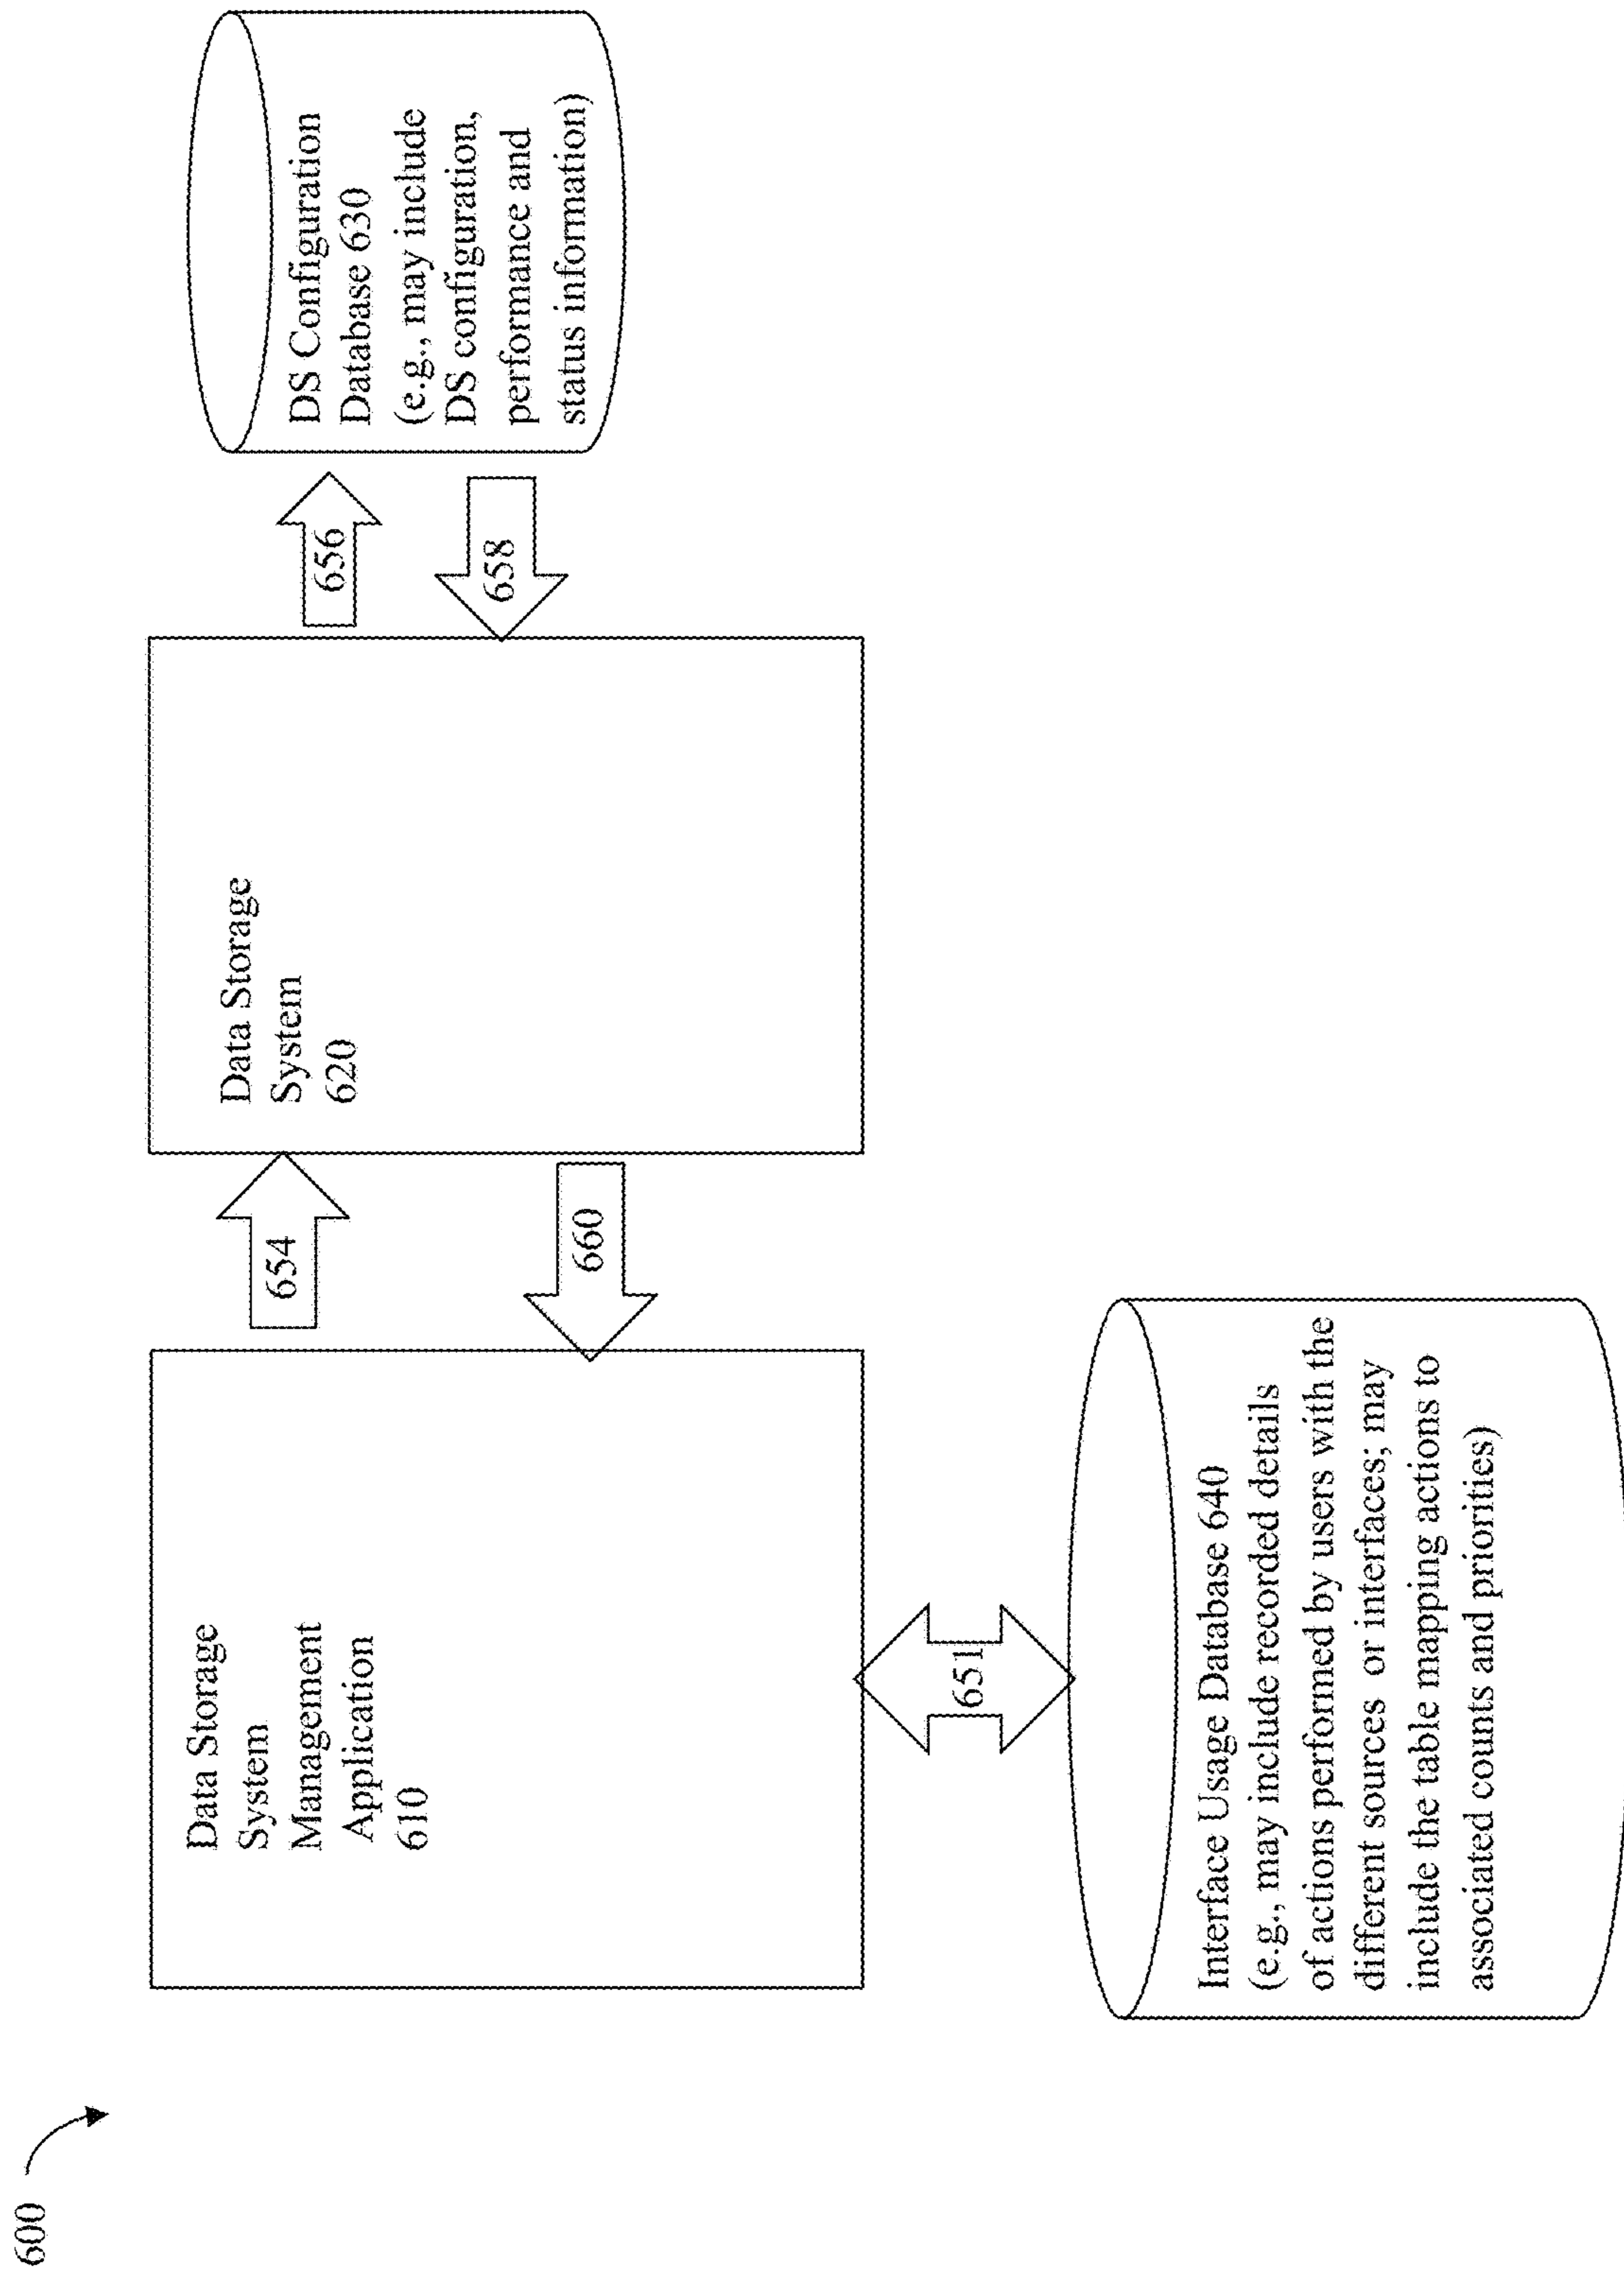 600
Data Storage
System
Management
Application
610
654
660
Data Storage
System
620
656
658
DS Configuration
Database 630
(e.g., may include
DS configuration,
performance and
status information)
651
Interface Usage Database 640
(e.g., may include recorded details
of actions performed by users with the
different sources or interfaces; may
include the table mapping actions to
associated counts and priorities)